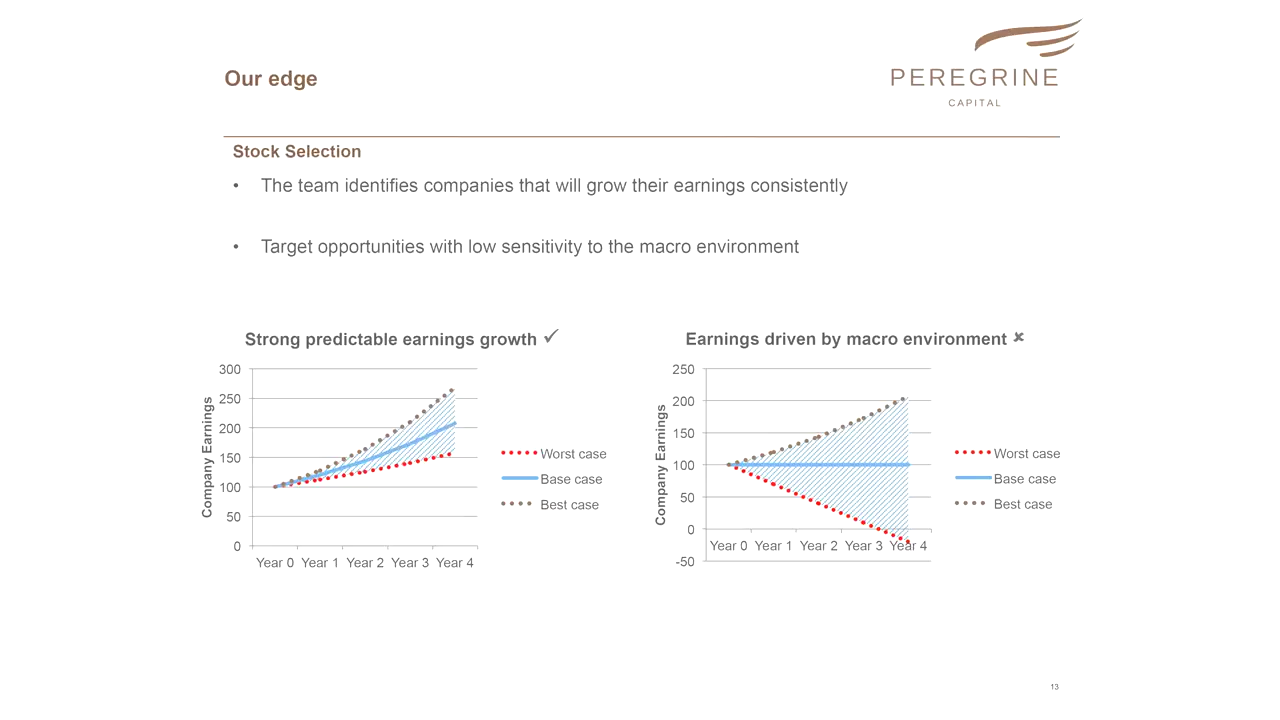 Our edge
PEREGRINE
CAPITAL
Stock Selection
• The team identifies companies that will grow their earnings consistently
• Target opportunities with low sensitivity to the macro environment
Strong predictable earnings growth ✓
Company Earnings
300
250
200
150
100
50
0
Year 0 Year 1 Year 2 Year 3 Year 4
Worst case
Base case
Best case
Earnings driven by macro environment ✘
Company Earnings
250
200
150
100
50
0
-50
Year 0 Year 1 Year 2 Year 3 Year 4
Worst case
Base case
Best case
13